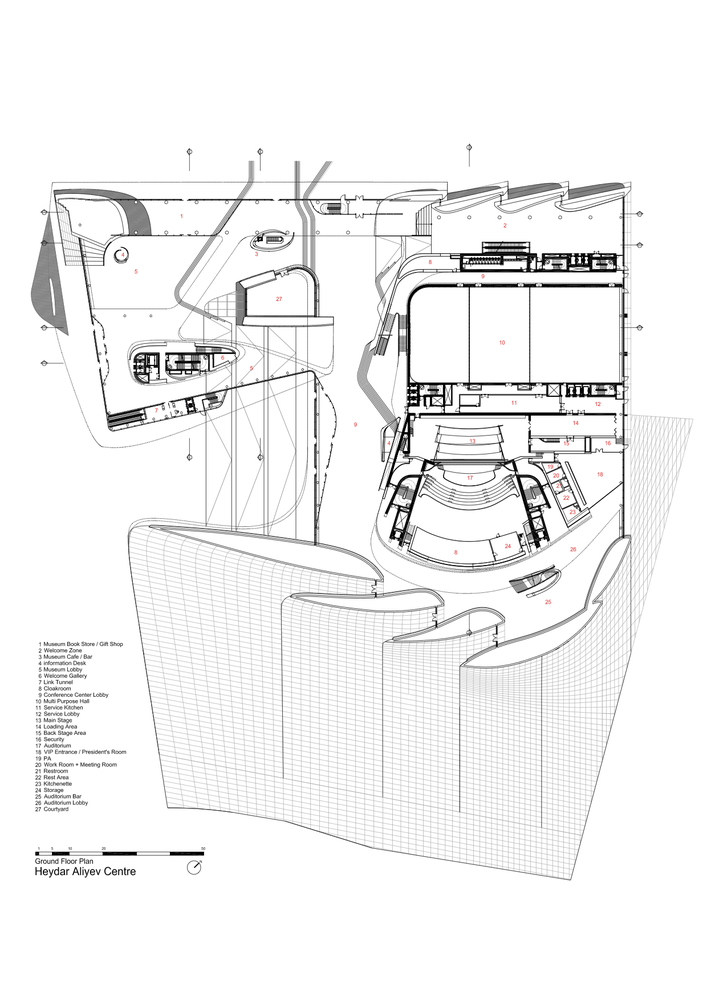 1
2
3
4
5
27
8
9
10
6
5
7
11
12
9
4
13
14
15
16
17
18
19
20
22
23
8
24
26
25
1 Museum Book Store / Gift Shop
2 Welcome Zone
3 Museum Cafe / Bar
4 information Desk
5 Museum Lobby
6 Welcome Gallery
7 Link Tunnel
8 Cloakroom
9 Conference Center Lobby
10 Multi Purpose Hall
11 Service Kitchen
12 Service Lobby
13 Main Stage
14 Loading Area
15 Back Stage Area
16 Security
17 Auditorium
18 VIP Entrance / President's Room
19 PA
20 Work Room + Meeting Room
21 Restroom
22 Rest Area
23 Kitchenette
24 Storage
25 Auditorium Bar
26 Auditorium Lobby
27 Courtyard
5 10 20 50
Ground Floor Plan
Heydar Aliyev Centre